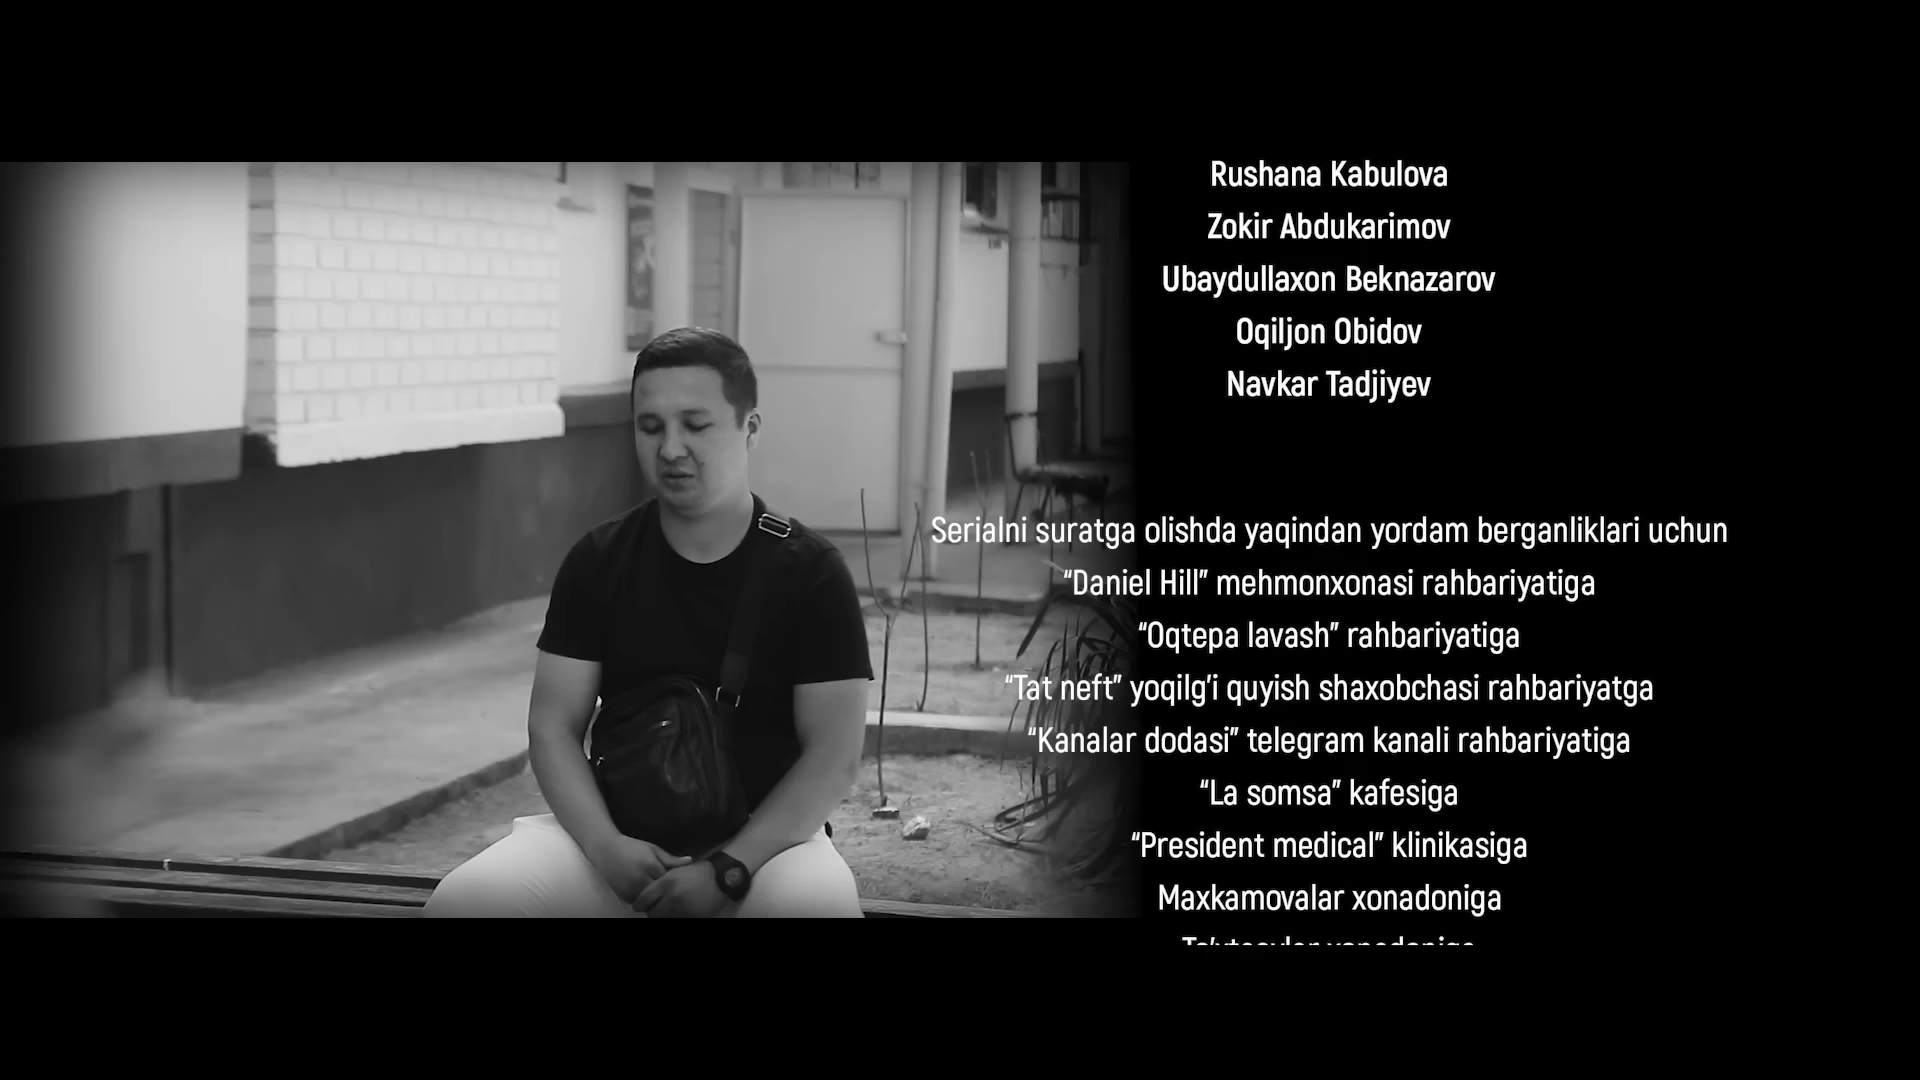 Rushana Kabulova
Zokir Abdukarimov
Ubaydullaxon Beknazarov
Oqiljon Obidov
Navkar Tadjiyev
Serialni suratga olishda yaqindan yordam berganliklari uchun
“Daniel Hill” mehmonxonasi rahbariyatiga
“Oqtepa lavash” rahbariyatiga
“Tat neft” yoqilg‘i quyish shaxobchasi rahbariyatga
“Kanalar dodasi” telegram kanali rahbariyatiga
“La somsa” kafesiga
“President medical” klinikasiga
Maxkamovalar xonadoniga